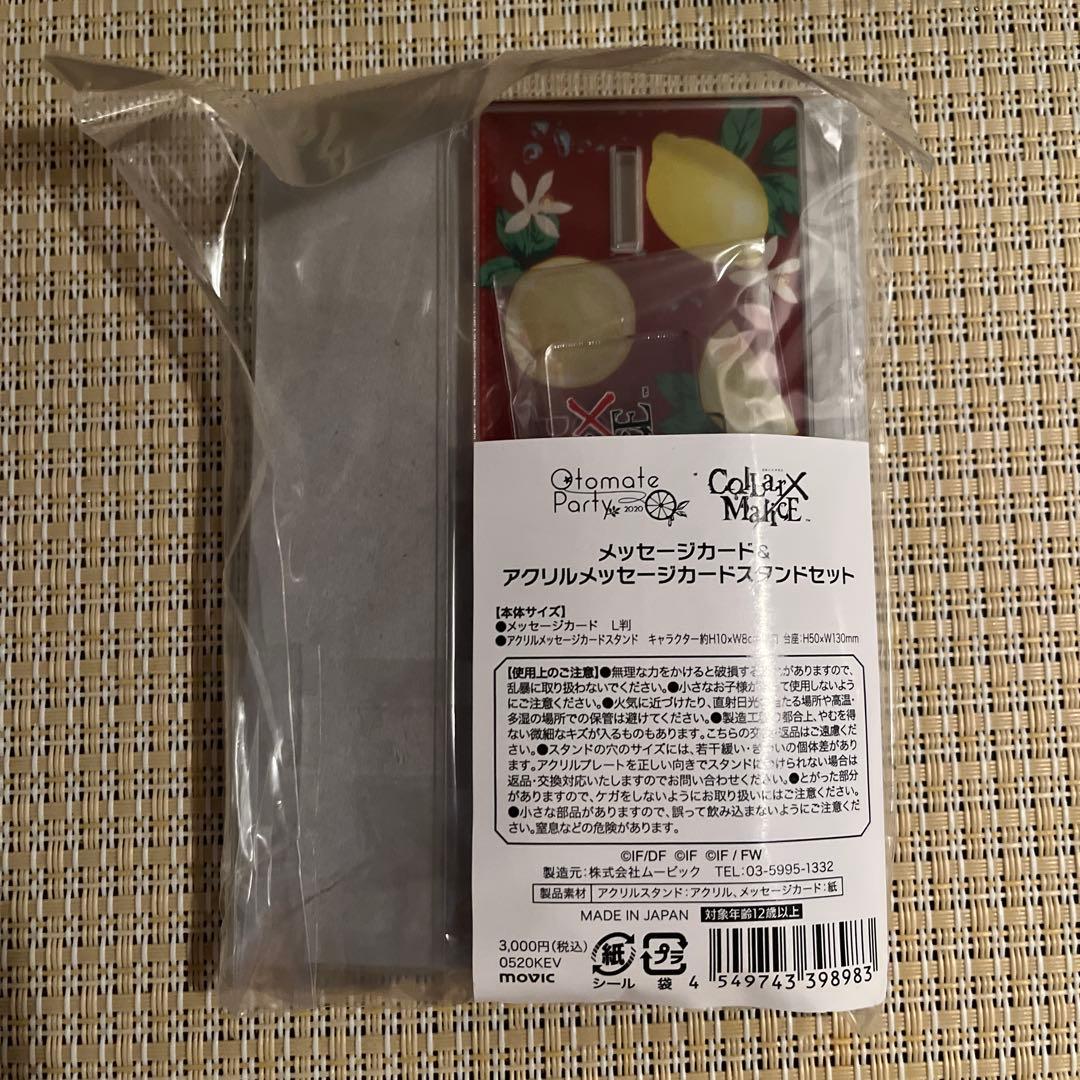 Otomate
Party
2020
Collar×
Malice™
メッセージカード&
アクリルメッセージカードスタンドセット
【本体サイズ】
●メッセージカード L判
●アクリルメッセージカードスタンド キャラクター約H10×W8c 台座:H50×W130mm
【使用上のご注意】●無理な力をかけると破損する がありますので、
乱暴に取り扱わないでください。●小さなお子様が て使用しないよう
にご注意ください。●火気に近づけたり、直射日光 当たる場所や高温・
多湿の場所での保管は避けてください。●製造工 の都合上、やむを得
ない微細なキズが入るものもあります。こちらの交 返品はご遠慮くだ
さい。●スタンドの穴のサイズには、若干緩い・ の個体差があり
ます。アクリルプレートを正しい向きでスタンドに つけられない場合は
返品・交換対応いたしますのでお問い合わせください。●とがった部分
がありますので、ケガをしないようにお取り扱いにはご注意ください。
●小さな部品がありますので、誤って飲み込まないようにご注意くだ
さい。窒息などの危険があります。
©IF/DF ©IF ©IF / FW
製造元:株式会社ムービック TEL:03-5995-1332
製品素材 アクリルスタンド:アクリル、メッセージカード:紙
MADE IN JAPAN 対象年齢12歳以上
3,000円(税込)
0520KEV
movic
紙
シール
プラ
袋
4 549743 398983